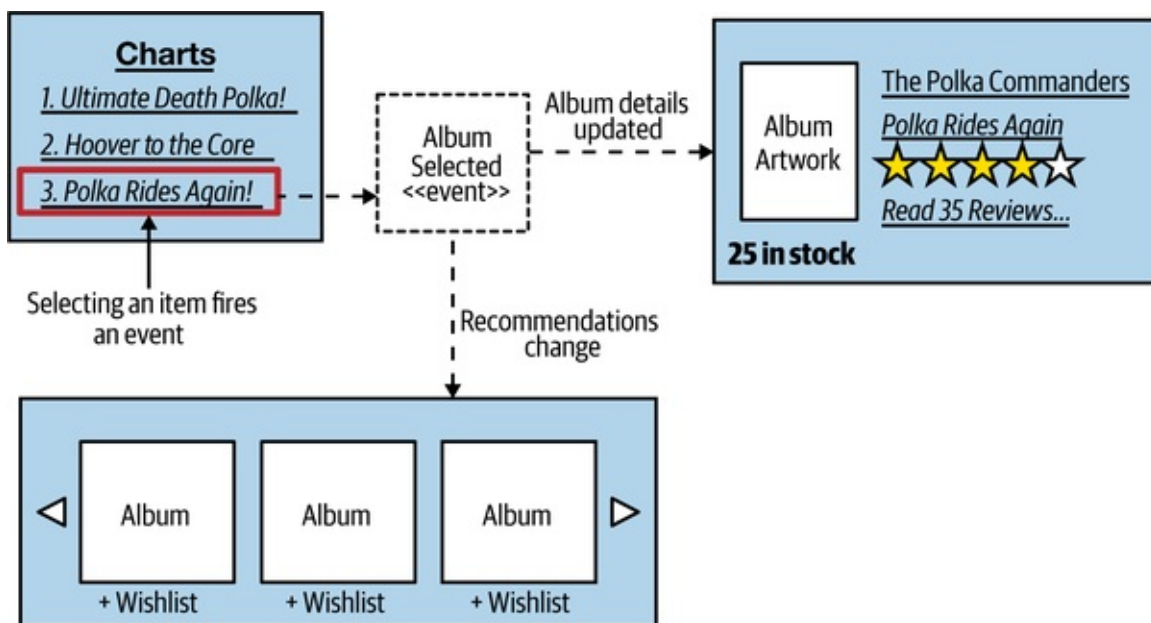 Charts
1. Ultimate Death Polka!
2. Hoover to the Core
3. Polka Rides Again!
Selecting an item fires
an event
Album
Selected
<<event>>
Album details
updated
Album
Artwork
The Polka Commanders
Polka Rides Again
Read 35 Reviews...
25 in stock
Recommendations
change
Album
Album
Album
+ Wishlist
+ Wishlist
+ Wishlist